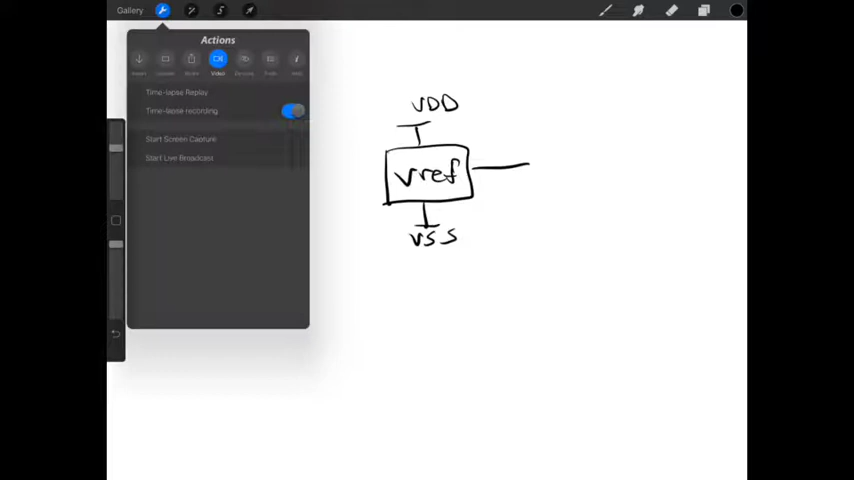 Gallery
Actions
Video
Time-lapse Replay
Time-lapse recording
Start Screen Capture
Start Live Broadcast
VDD
Vref
VSS